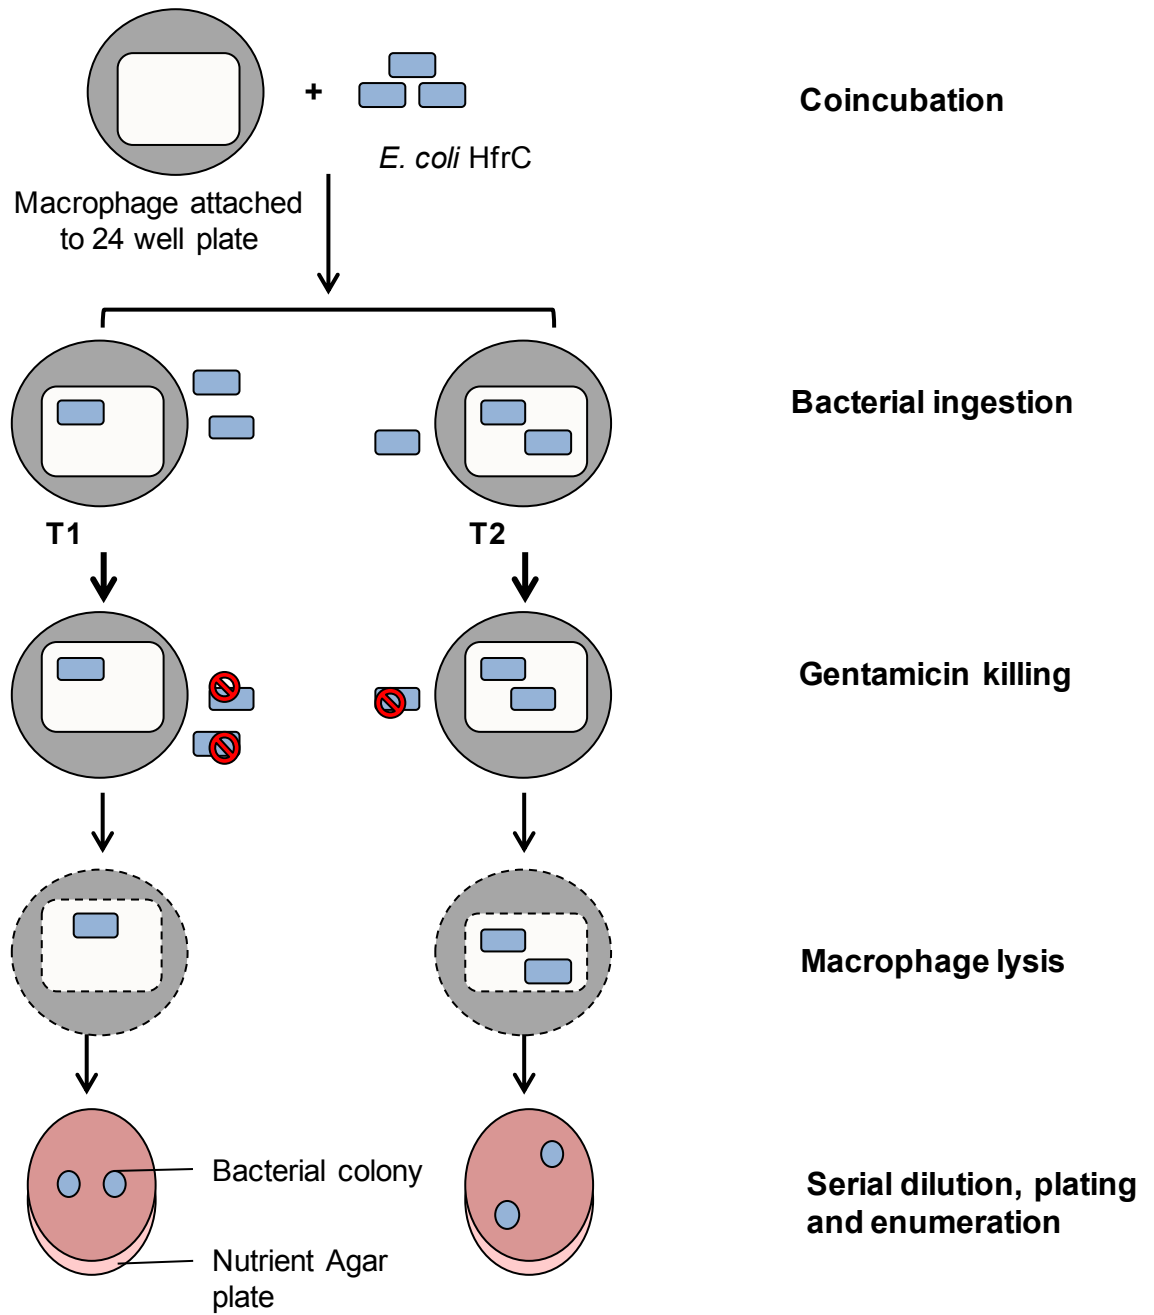 +
Coincubation
E. coli HfrC
Macrophage attached
to 24 well plate
Bacterial ingestion
T1
T2
Gentamicin killing
Macrophage lysis
Bacterial colony
Serial dilution, plating
and enumeration
Nutrient Agar
plate